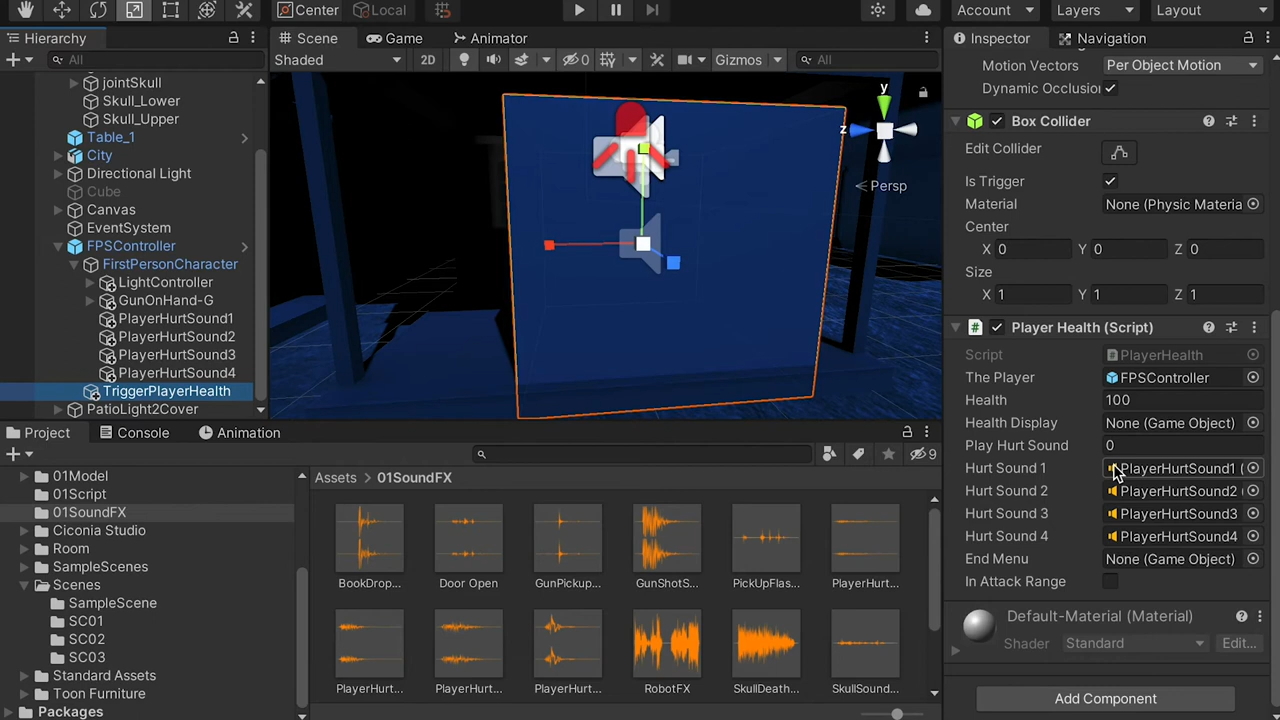 Center
Local
Account
Layers
Layout
Hierarchy
All
jointSkull
Skull_Lower
Skull_Upper
Table_1
City
Directional Light
Cube
Canvas
EventSystem
FPSController
FirstPersonCharacter
LightController
GunOnHand-G
PlayerHurtSound1
PlayerHurtSound2
PlayerHurtSound3
PlayerHurtSound4
TriggerPlayerHealth
PatioLight2Cover
Scene
Game
Animator
Shaded
2D
0
Gizmos
All
y
z
Persp
Inspector
Navigation
Motion Vectors
Per Object Motion
Dynamic Occlusion
Box Collider
Edit Collider
Is Trigger
Material
None (Physic Materia
Center
X 0 Y 0 Z 0
Size
X 1 Y 1 Z 1
Player Health (Script)
Script
PlayerHealth
The Player
FPSController
Health
100
Health Display
None (Game Object)
Play Hurt Sound
0
Hurt Sound 1
PlayerHurtSound1 (
Hurt Sound 2
PlayerHurtSound2
Hurt Sound 3
PlayerHurtSound3
Hurt Sound 4
PlayerHurtSound4
End Menu
None (Game Object)
In Attack Range
Default-Material (Material)
Shader
Standard
Edit...
Add Component
Project
Console
Animation
9
01Model
01Script
01SoundFX
Ciconia Studio
Room
SampleScenes
Scenes
SampleScene
SC01
SC02
SC03
Standard Assets
Toon Furniture
Packages
Assets
01SoundFX
BookDrop...
Door Open
GunPickup...
GunShotS...
PickUpFlas...
PlayerHurt...
PlayerHurt...
PlayerHurt...
PlayerHurt...
RobotFX
SkullDeath...
SkullSound...